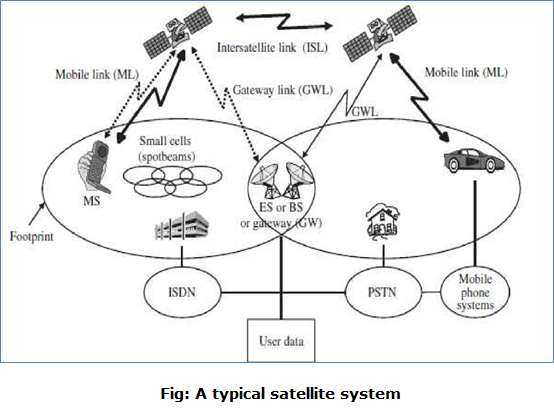 Intersatellite link (ISL)
Mobile link (ML)
Mobile link (ML)
Gateway link (GWL)
GWL
Small cells
(spotbeams)
MS
ES or BS
or gateway (GW)
Footprint
ISDN
PSTN
Mobile
phone
systems
User data
Fig: A typical satellite system